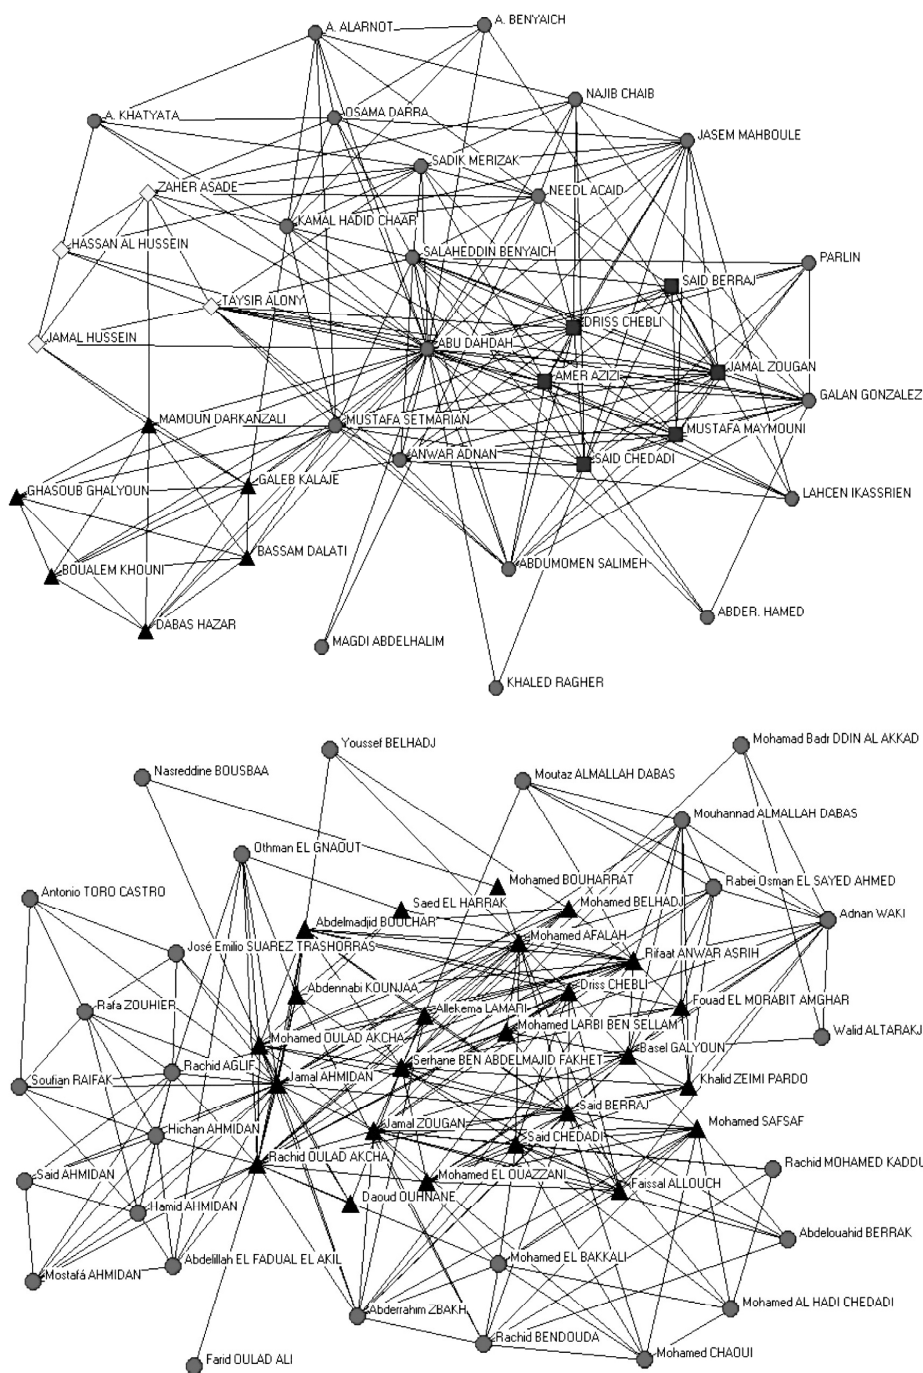 A. ALARNOT
A. BENYAICH
NAJIB CHAIB
A. KHATYATA
OSAMA DARRA
JASEM MAHBOULE
SADIK MERIZAK
ZAHER ASADE
NEEDL ACAID
KAMAL HADID CHAAR
HASSAN AL HUSSEIN
SALAHEDDIN BENYAICH
PARLIN
SAID BERRAJ
TAYSIR ALONY
DRISS CHEBLI
JAMAL HUSSEIN
ABU DAHDAH
JAMAL ZOUGAN
AMER AZIZI
GALAN GONZALEZ
MAMOUN DARKANZALI
MUSTAFA SETMARIAN
MUSTAFA MAYMOUNI
ANWAR ADNAN
SAID CHEDADI
GALEB KALAJE
GHASOUB GHALYOUN
LAHCEN IKASSRIEN
BASSAM DALATI
ABDUMOMEN SALIMEH
BOUALEM KHOUNI
ABDER. HAMED
DABAS HAZAR
MAGDI ABDELHALIM
KHALED RAGHER
Mohamad Badr DDIN AL AKKAD
Youssef BELHADJ
Nasreddine BOUSBAA
Moutaz ALMALLAH DABAS
Mouhannad ALMALLAH DABAS
Othman EL GNAOUT
Mohamed BOUHARRAT
Rabei Osman EL SAYED AHMED
Antonio TORO CASTRO
Saed EL HARRAK
Mohamed BELHADJ
Adnan WAKI
Abdelmadjid BOUCHAR
José Emilio SUAREZ TRASHORRAS
Mohamed AFALAH
Rifaat ANWAR ASRIH
Abdennabi KOUNJAA
Driss CHEBLI
Rafa ZOUHIER
Allekema LAMARI
Fouad EL MORABIT AMGHAR
Mohamed LARBI BEN SELLAM
Walid ALTARAKJ
Mohamed OULAD AKCHA
Basel GALYOUN
Rachid AGLIF
Serhane BEN ABDELMAJID FAKHET
Soufian RAIFAK
Jamal AHMIDAN
Khalid ZEIMI PARDO
Said BERRAJ
Mohamed SAFSAF
Hichan AHMIDAN
Jamal ZOUGAN
Said CHEDADI
Rachid OULAD AKCHA
Rachid MOHAMED KADDU
Said AHMIDAN
Mohamed EL OUAZZANI
Faissal ALLOUCH
Daoud OUHNANE
Hamid AHMIDAN
Abdelouahid BERRAK
Mohamed EL BAKKALI
Abdelillah EL FADUAL EL AKIL
Mostafá AHMIDAN
Abderrahim ZBAKH
Mohamed AL HADI CHEDADI
Rachid BENDOUDA
Mohamed CHAOUI
Farid OULAD ALI